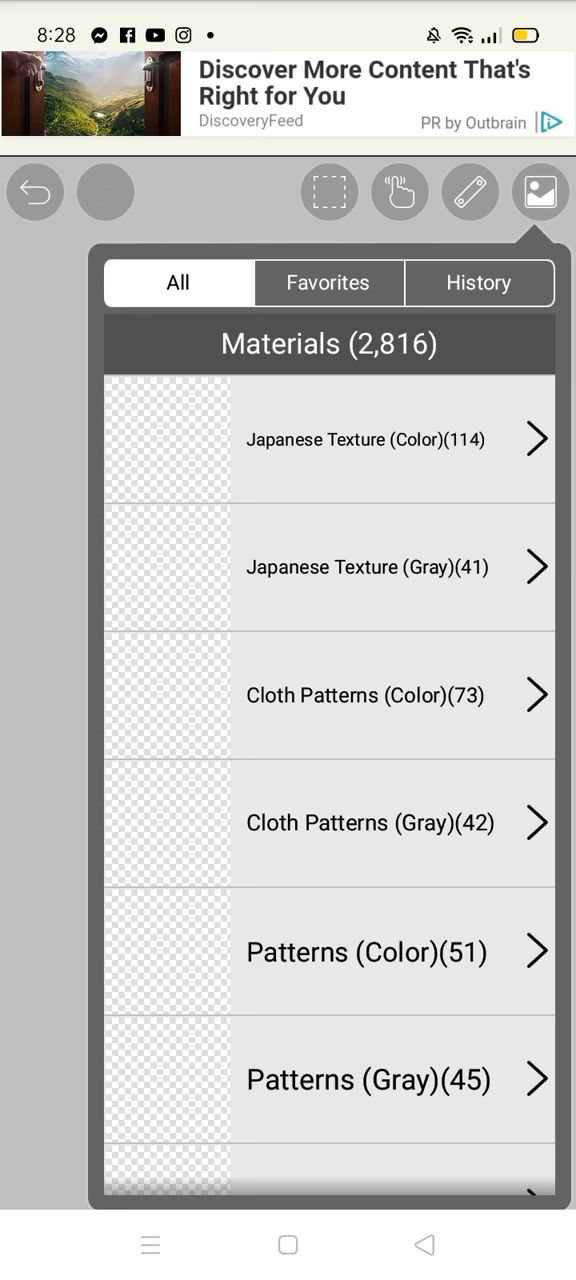 8:28
Discover More Content That's
Right for You
DiscoveryFeed
PR by Outbrain
All
Favorites
History
Materials (2,816)
Japanese Texture (Color)(114)
Japanese Texture (Gray)(41)
Cloth Patterns (Color)(73)
Cloth Patterns (Gray)(42)
Patterns (Color)(51)
Patterns (Gray)(45)